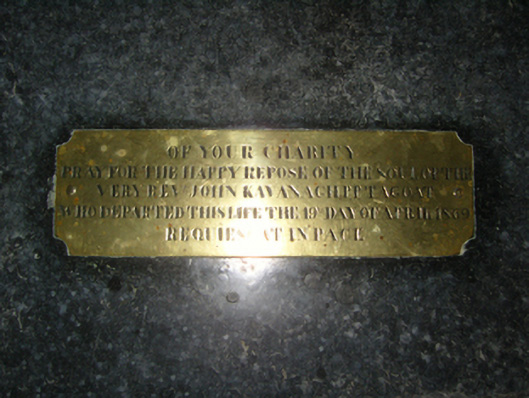 OF YOUR CHARITY
PRAY FOR THE HAPPY REPOSE OF THE SOUL OF THE
VERY REV. JOHN KAVANAGH P.P.
WHO DEPARTED THIS LIFE THE 19 DAY OF APRIL 1869
REQUIESCAT IN PACE